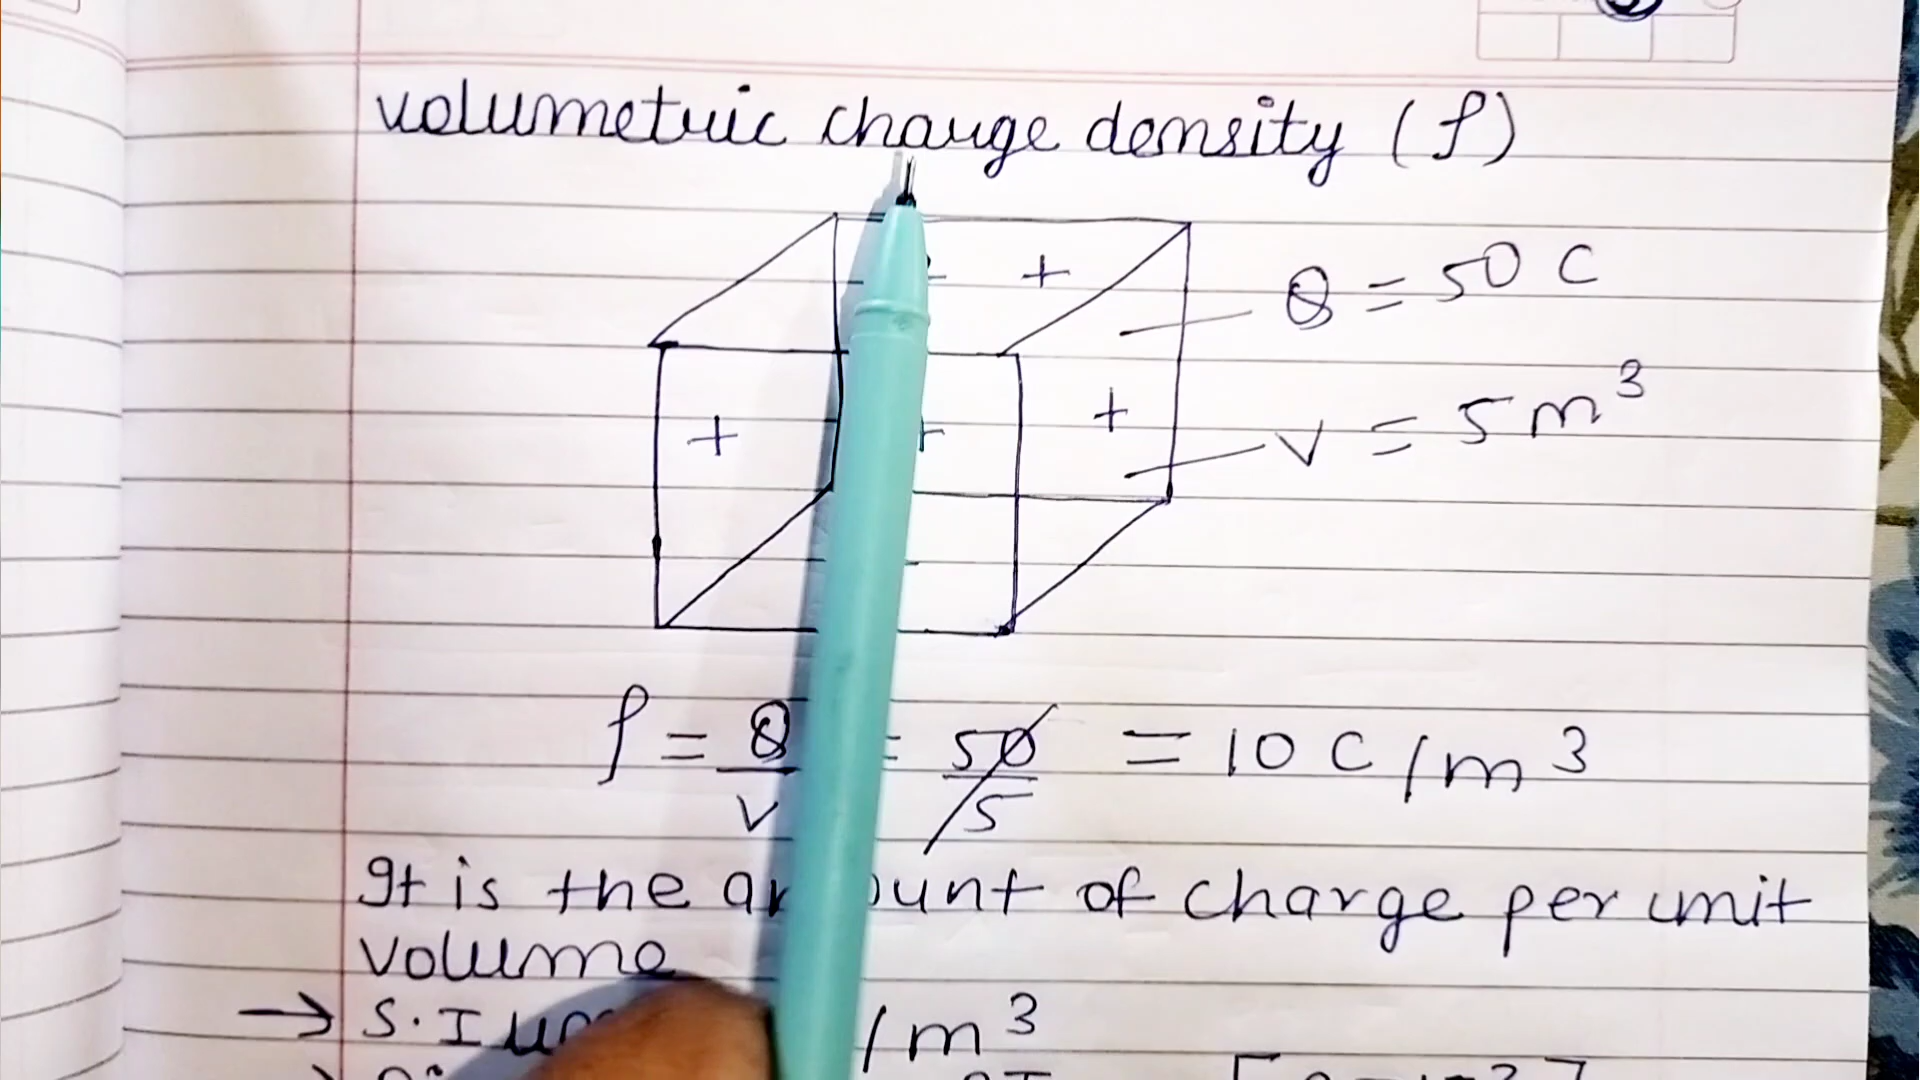 volumetric charge density (ρ)
+ +
Q = 50 C
+ + +
V = 5 m³
ρ = Q/V = 50/5 = 10 C/m³
It is the amount of charge per unit
volume
→ S.I /m³